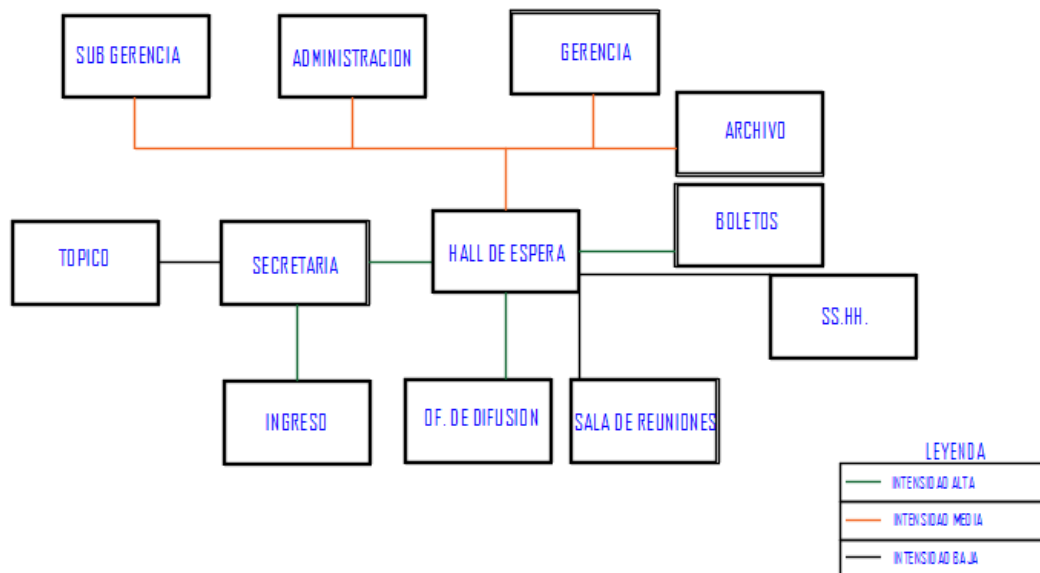 SUB GERENCIA
ADMINISTRACION
GERENCIA
ARCHIVO
BOLETOS
TOPICO
SECRETARIA
HALL DE ESPERA
SS.HH.
INGRESO
OF. DE DIFUSION
SALA DE REUNIONES
LEYENDA
INTENSIDAD ALTA
INTENSIDAD MEDIA
INTENSIDAD BAJA